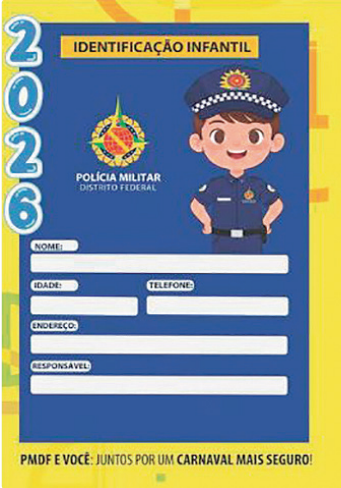 2026
IDENTIFICAÇÃO INFANTIL
POLÍCIA MILITAR
DISTRITO FEDERAL
NOME:
IDADE:
TELEFONE:
ENDEREÇO:
RESPONSÁVEL:
PMDF E VOCÊ: JUNTOS POR UM CARNAVAL MAIS SEGURO!